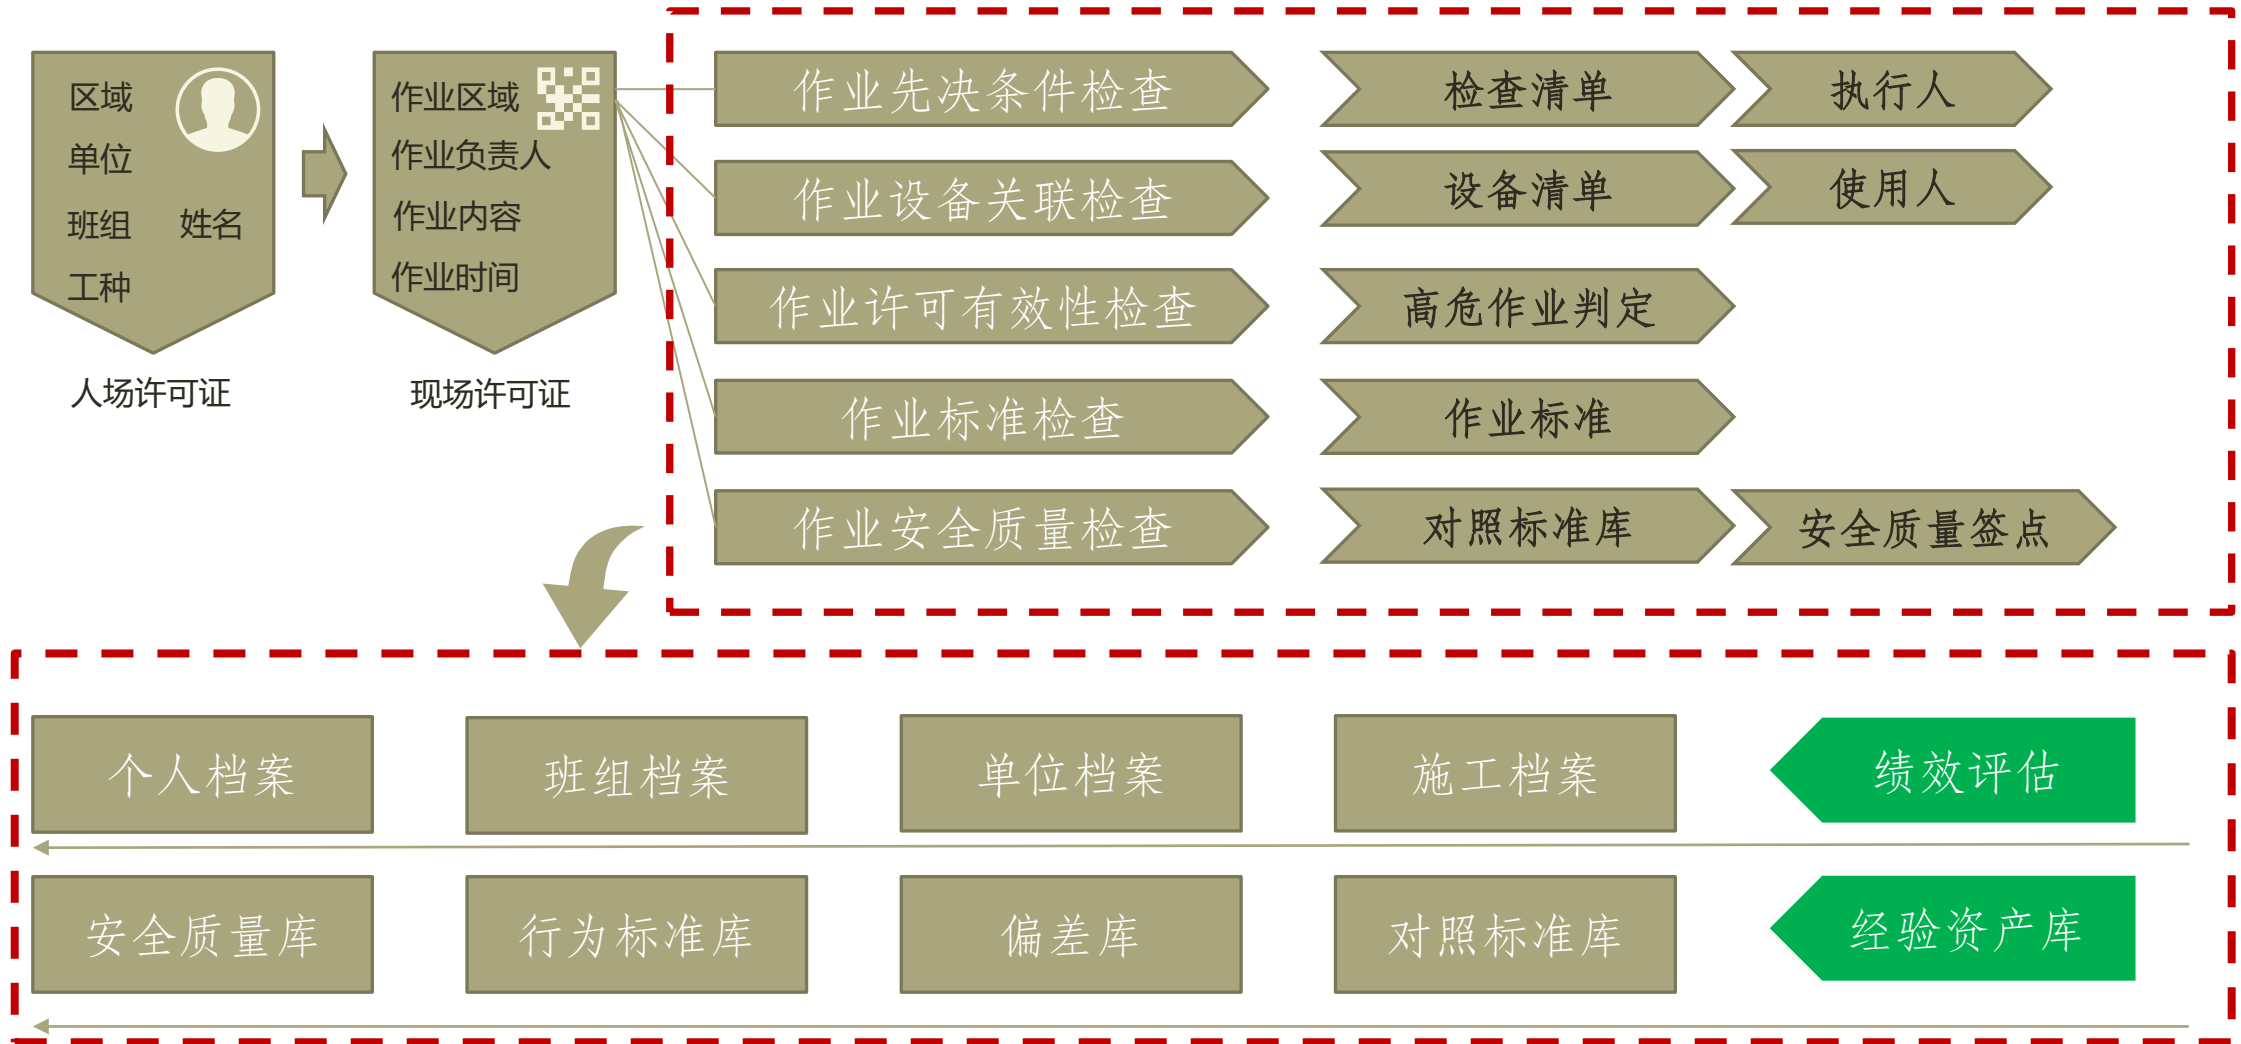 区域
单位
班组 姓名
工种
人场许可证
作业区域
作业负责人
作业内容
作业时间
现场许可证
作业先决条件检查 检查清单 执行人
作业设备关联检查 设备清单 使用人
作业许可有效性检查 高危作业判定
作业标准检查 作业标准
作业安全质量检查 对照标准库 安全质量签点
个人档案 班组档案 单位档案 施工档案 绩效评估
安全质量库 行为标准库 偏差库 对照标准库 经验资产库